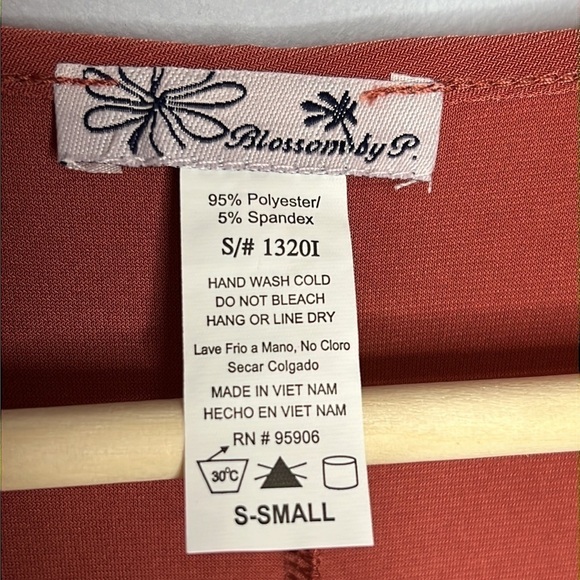 Blossom by P.
95% Polyester/
5% Spandex
S/# 1320I
HAND WASH COLD
DO NOT BLEACH
HANG OR LINE DRY
Lave Frio a Mano, No Cloro
Secar Colgado
MADE IN VIET NAM
HECHO EN VIET NAM
RN # 95906
30°C
S-SMALL